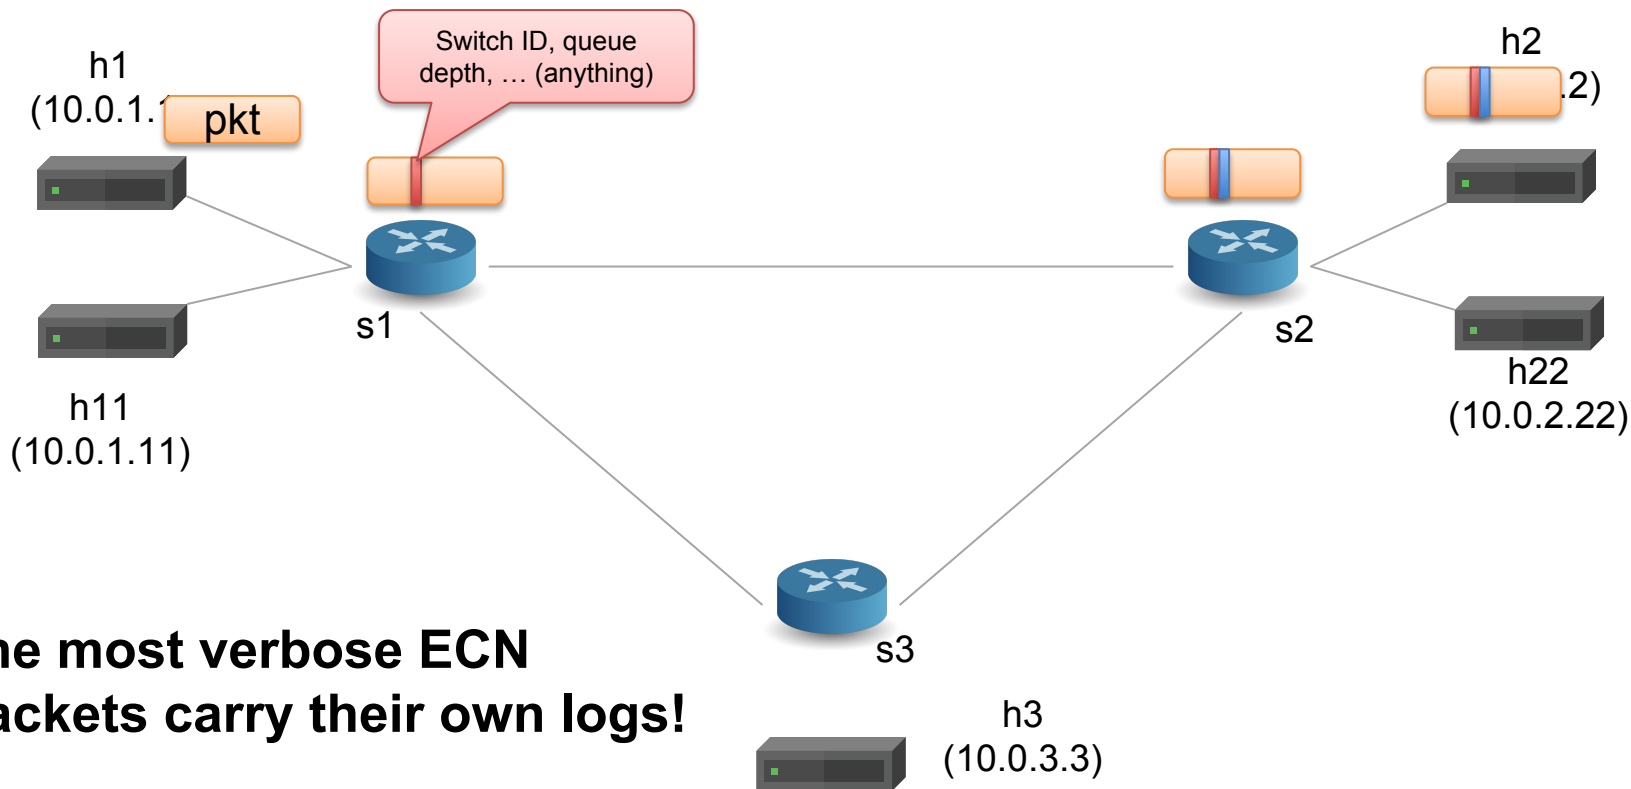 h1
(10.0.1.
pkt
Switch ID, queue
depth, … (anything)
h2
.2)
s1
s2
h11
(10.0.1.11)
h22
(10.0.2.22)
s3
ne most verbose ECN
ackets carry their own logs!
h3
(10.0.3.3)